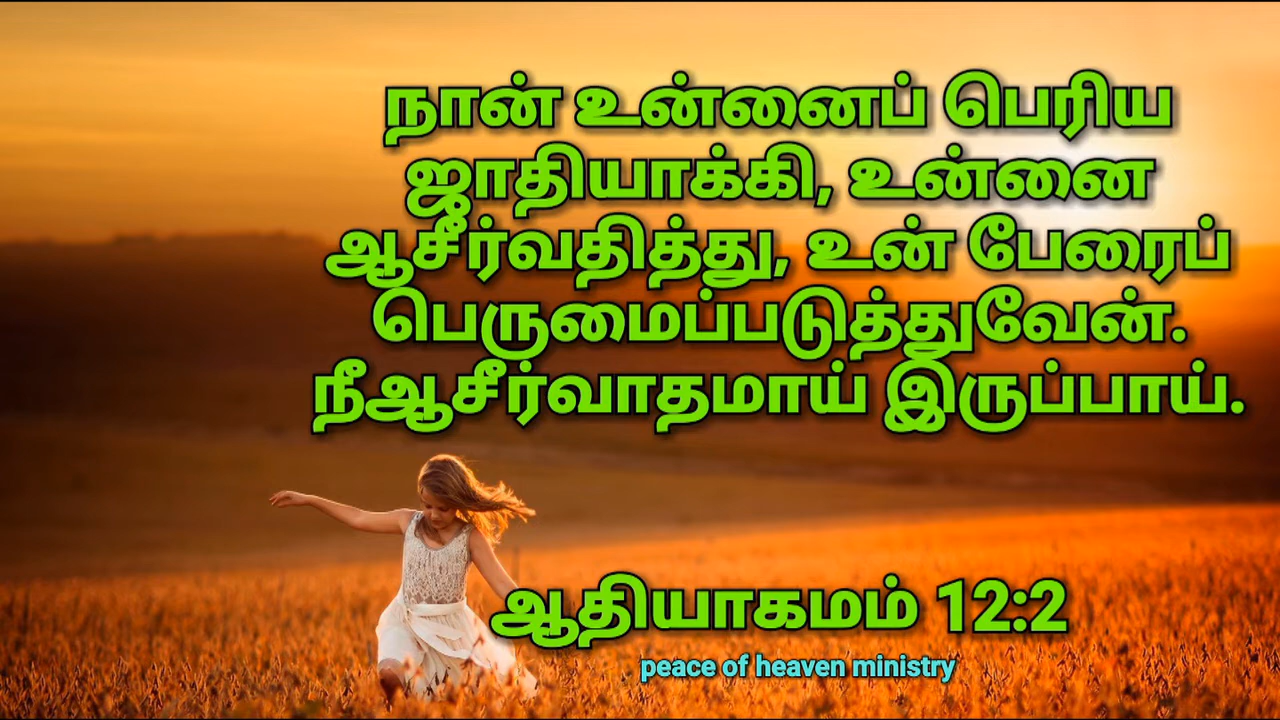 நான் உன்னைப் பெரிய
ஜாதியாக்கி, உன்னை
ஆசீர்வதித்து, உன் பேரைப்
பெருமைப்படுத்துவேன்.
நீஆசீர்வாதமாய் இருப்பாய்.
ஆதியாகமம் 12:2
peace of heaven ministry